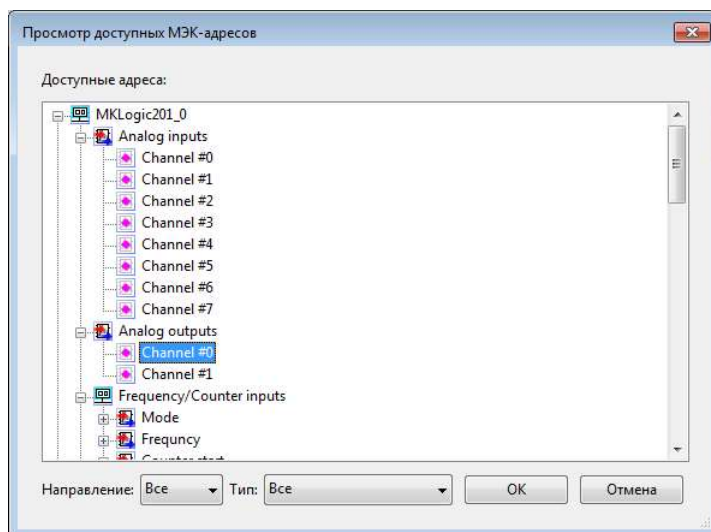 Просмотр доступных МЭК-адресов
Доступные адреса:
MKLogic201_0
Analog inputs
Channel #0
Channel #1
Channel #2
Channel #3
Channel #4
Channel #5
Channel #6
Channel #7
Analog outputs
Channel #0
Channel #1
Frequency/Counter inputs
Mode
Frequncy
Counter start
Направление: Все Тип: Все OK Отмена